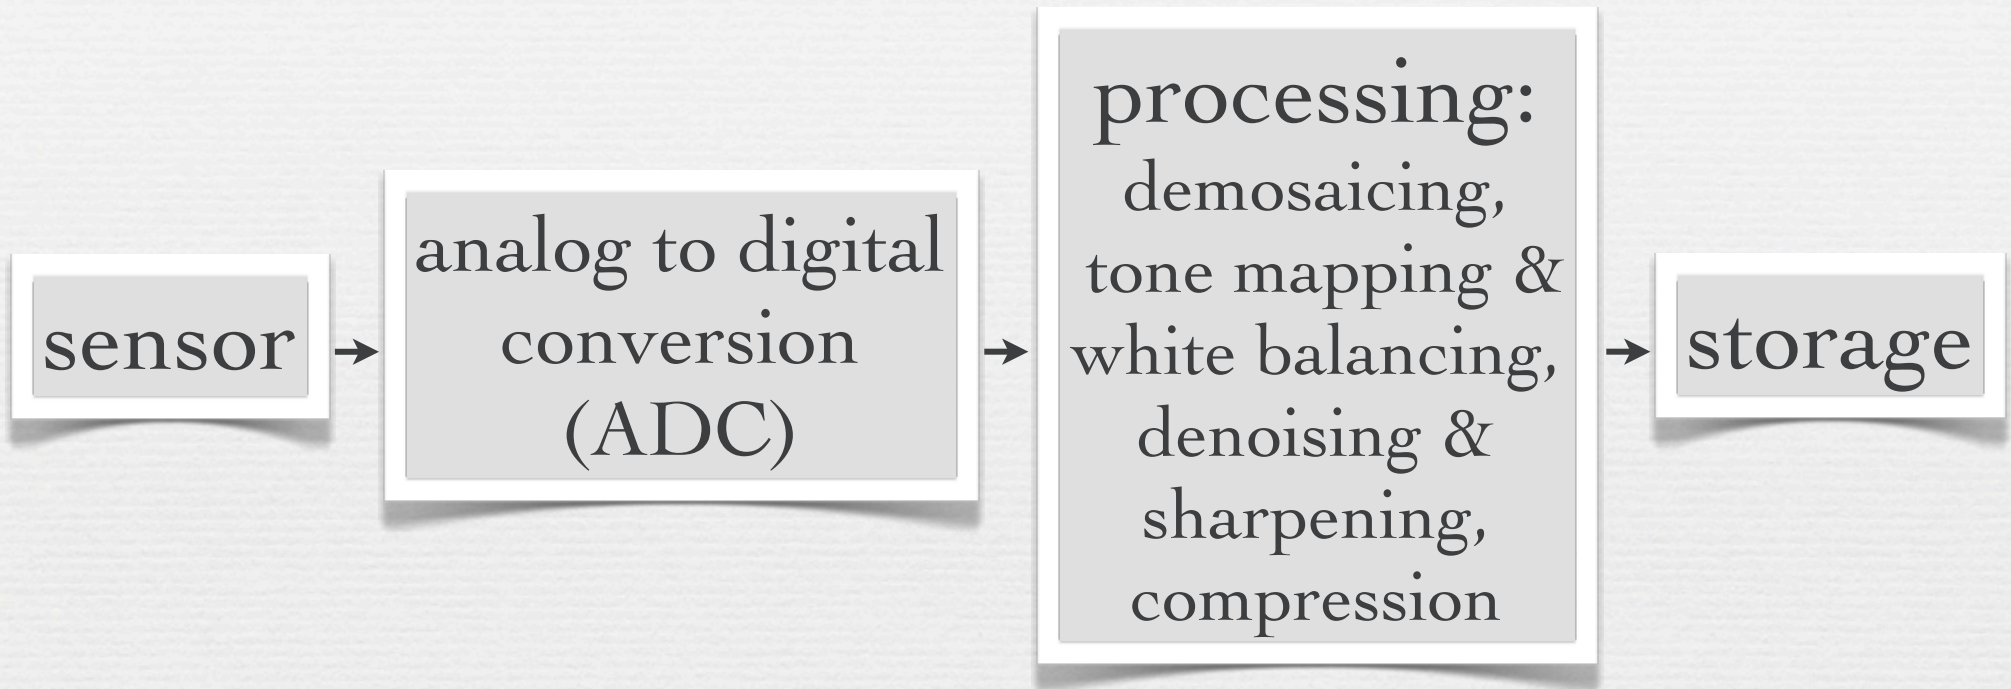 sensor
analog to digital
conversion
(ADC)
processing:
demosaicing,
tone mapping &
white balancing,
denoising &
sharpening,
compression
storage